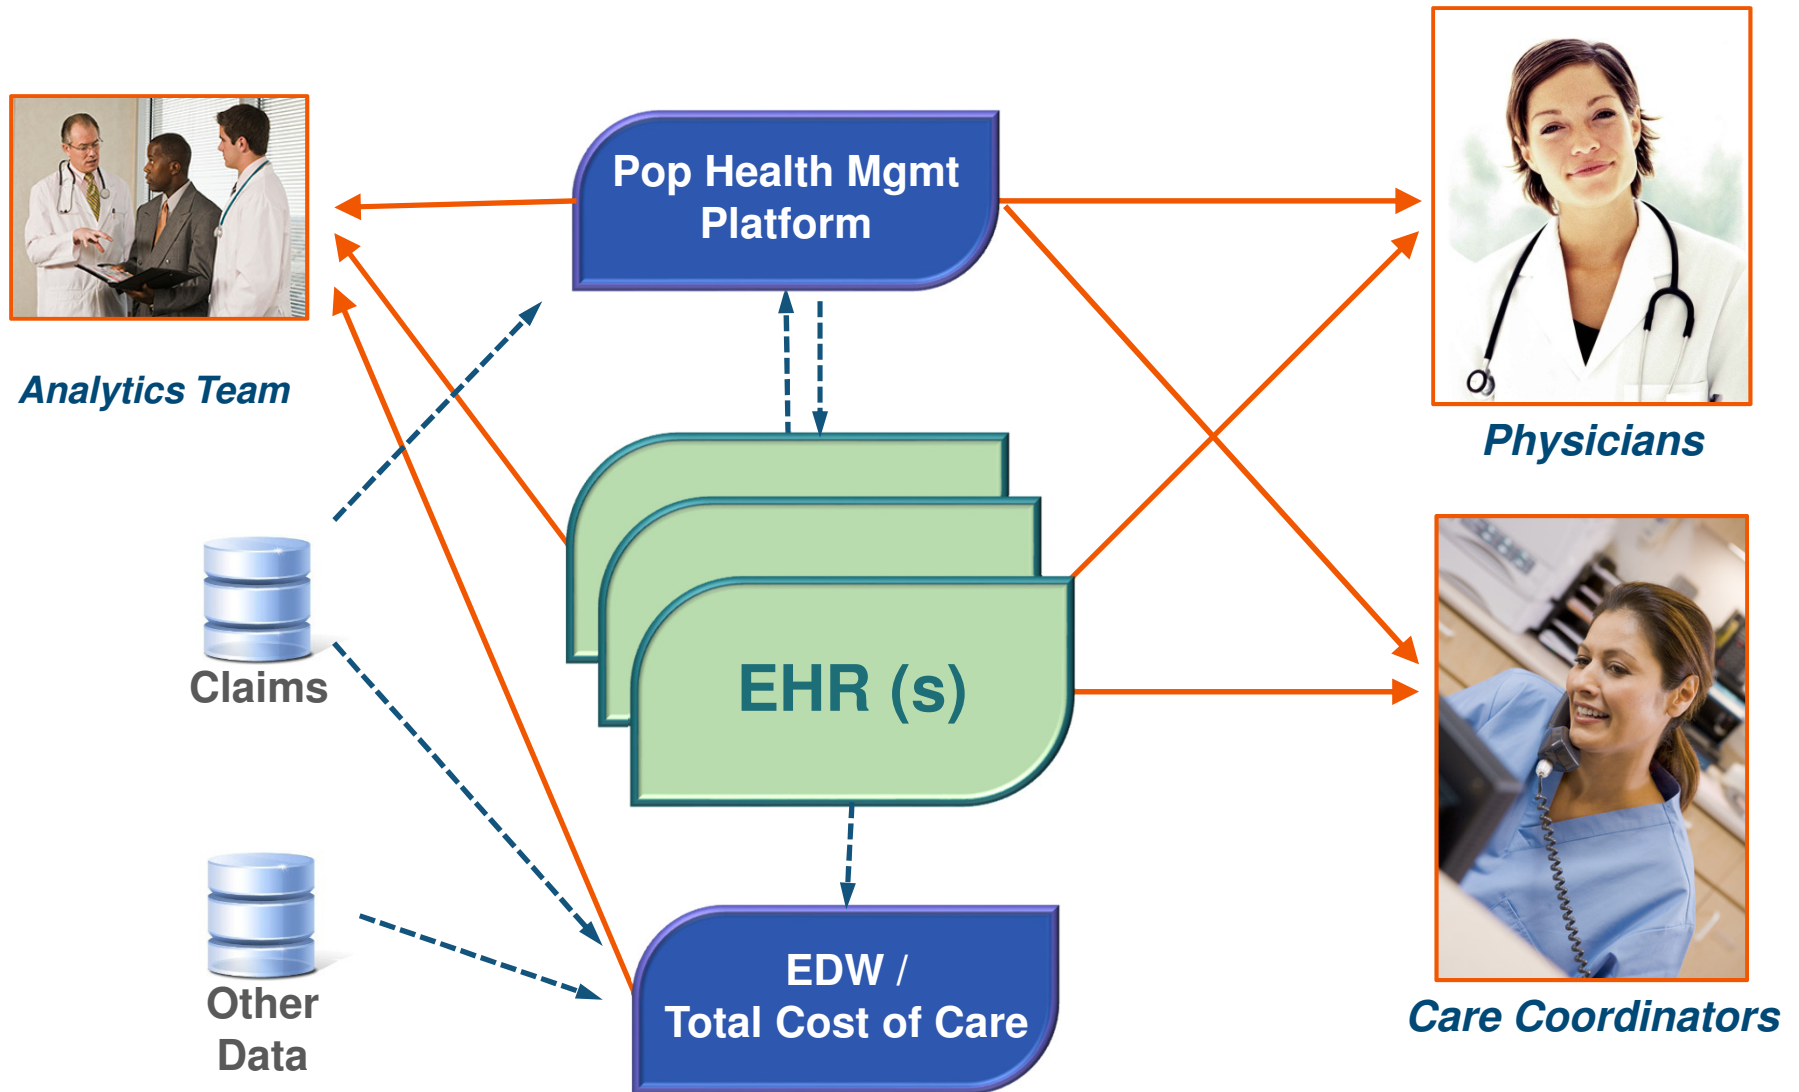 Pop Health Mgmt
Platform
Analytics Team
Physicians
Claims
EHR (s)
Other
Data
EDW /
Total Cost of Care
Care Coordinators